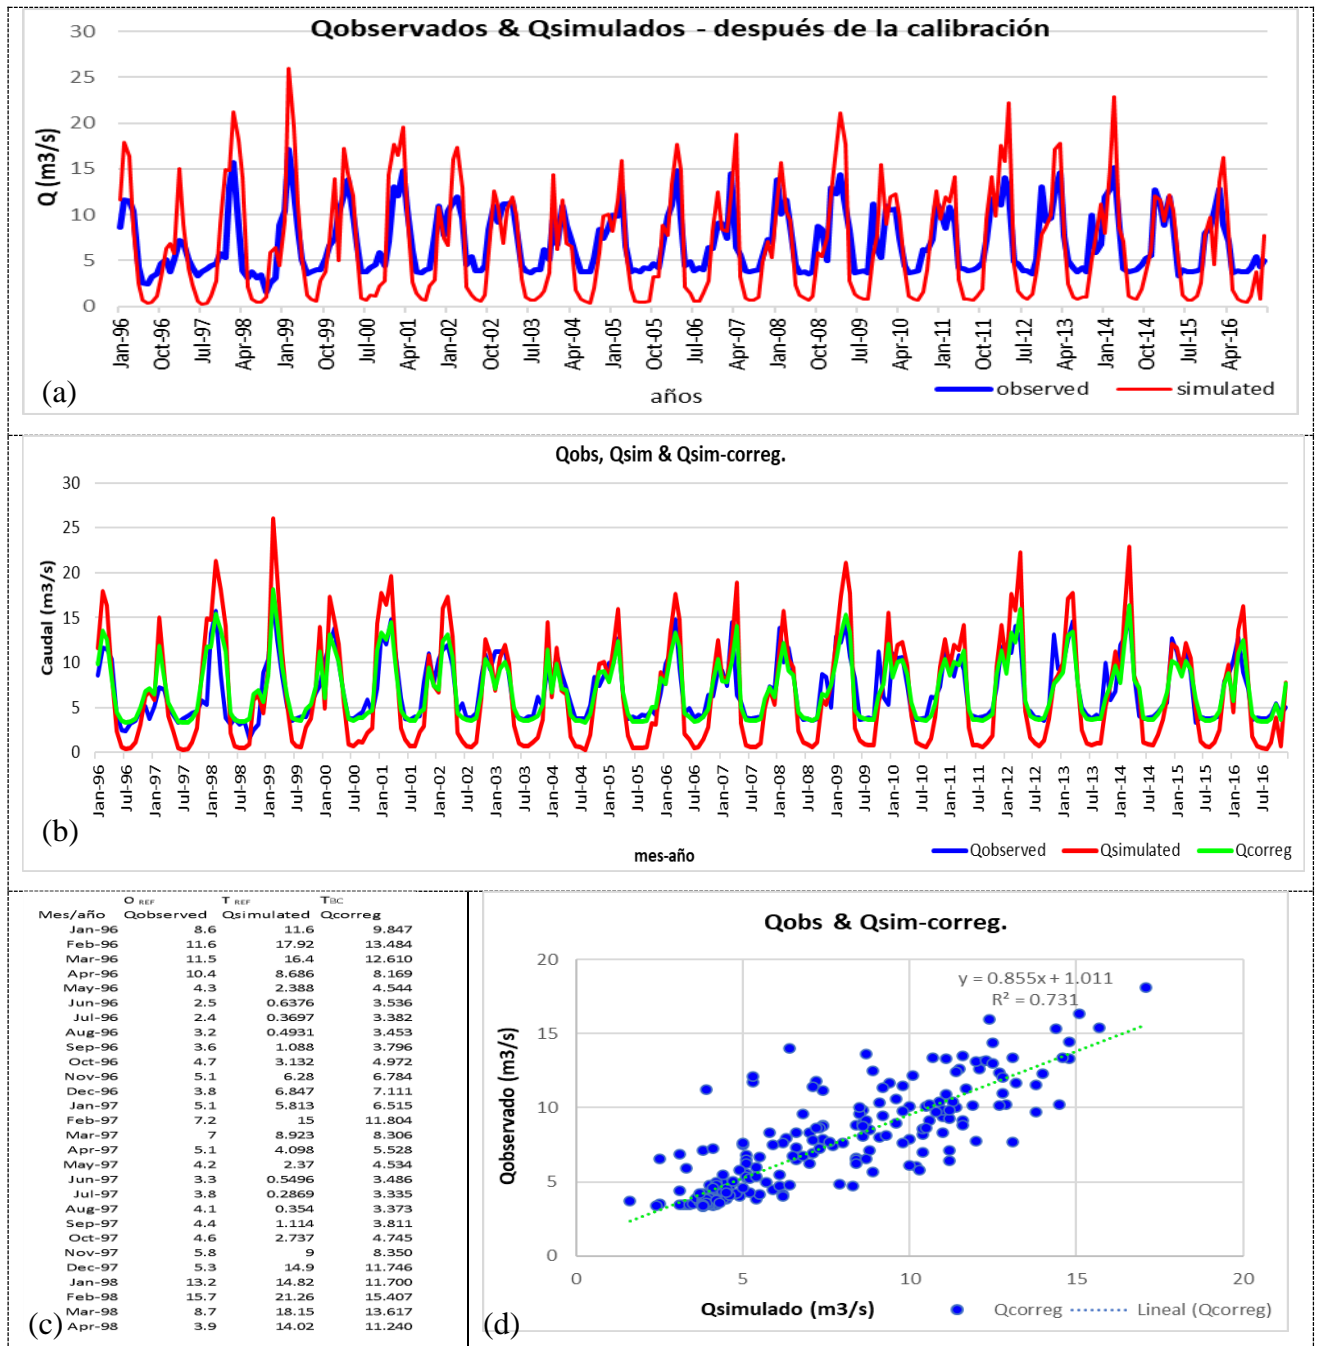 Qobservados & Qsimulados - después de la calibración
Q (m3/s)
30
25
20
15
10
5
0
Jan-96
Oct-96
Jul-97
Apr-98
Jan-99
Oct-99
Jul-00
Apr-01
Jan-02
Oct-02
Jul-03
Apr-04
Jan-05
Oct-05
Jul-06
Apr-07
Jan-08
Oct-08
Jul-09
Apr-10
Jan-11
Oct-11
Jul-12
Apr-13
Jan-14
Oct-14
Jul-15
Apr-16
años
observed
simulated
(a)
Qobs, Qsim & Qsim-correg.
Caudal (m3/s)
30
25
20
15
10
5
0
Jan-96
Jul-96
Jan-97
Jul-97
Jan-98
Jul-98
Jan-99
Jul-99
Jan-00
Jul-00
Jan-01
Jul-01
Jan-02
Jul-02
Jan-03
Jul-03
Jan-04
Jul-04
Jan-05
Jul-05
Jan-06
Jul-06
Jan-07
Jul-07
Jan-08
Jul-08
Jan-09
Jul-09
Jan-10
Jul-10
Jan-11
Jul-11
Jan-12
Jul-12
Jan-13
Jul-13
Jan-14
Jul-14
Jan-15
Jul-15
Jan-16
Jul-16
mes-año
Qobserved
Qsimulated
Qcorreg
(b)
O REF T REF TBC
Mes/año Qobserved Qsimulated Qcorreg
Jan-96 8.6 11.6 9.847
Feb-96 11.6 17.92 13.484
Mar-96 11.5 16.4 12.610
Apr-96 10.4 8.686 8.169
May-96 4.3 2.388 4.544
Jun-96 2.5 0.6376 3.536
Jul-96 2.4 0.3697 3.382
Aug-96 3.2 0.4931 3.453
Sep-96 3.6 1.088 3.796
Oct-96 4.7 3.132 4.972
Nov-96 5.1 6.28 6.784
Dec-96 3.8 6.847 7.111
Jan-97 5.1 5.813 6.515
Feb-97 7.2 15 11.804
Mar-97 7 8.923 8.306
Apr-97 5.1 4.098 5.528
May-97 4.2 2.37 4.534
Jun-97 3.3 0.5496 3.486
Jul-97 3.8 0.2869 3.335
Aug-97 4.1 0.354 3.373
Sep-97 4.4 1.114 3.811
Oct-97 4.6 2.737 4.745
Nov-97 5.8 9 8.350
Dec-97 5.3 14.9 11.746
Jan-98 13.2 14.82 11.700
Feb-98 15.7 21.26 15.407
Mar-98 8.7 18.15 13.617
Apr-98 3.9 14.02 11.240
(c)
Qobs & Qsim-correg.
y = 0.855x + 1.011
R² = 0.731
Qobservado (m3/s)
20
15
10
5
0
0 5 10 15 20
Qsimulado (m3/s)
Qcorreg
Lineal (Qcorreg)
(d)